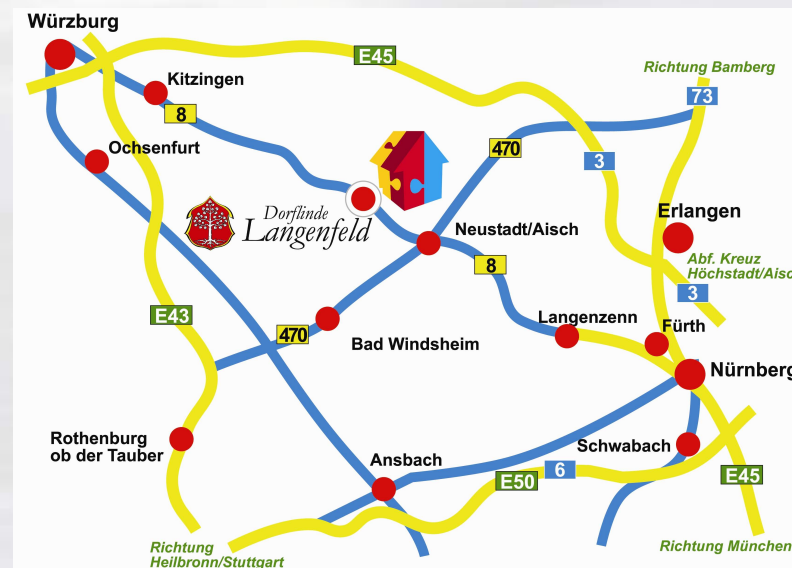 Würzburg
E45
Richtung Bamberg
Kitzingen
73
8
Ochsenfurt
470
3
Dorflinde
Langenfeld
Erlangen
Neustadt/Aisch
Abf. Kreuz
Höchstadt/Aisc
8
3
E43
Langenzenn
Fürth
470
Bad Windsheim
Nürnberg
Rothenburg
ob der Tauber
Ansbach
Schwabach
6
E50
E45
Richtung
Heilbronn/Stuttgart
Richtung München